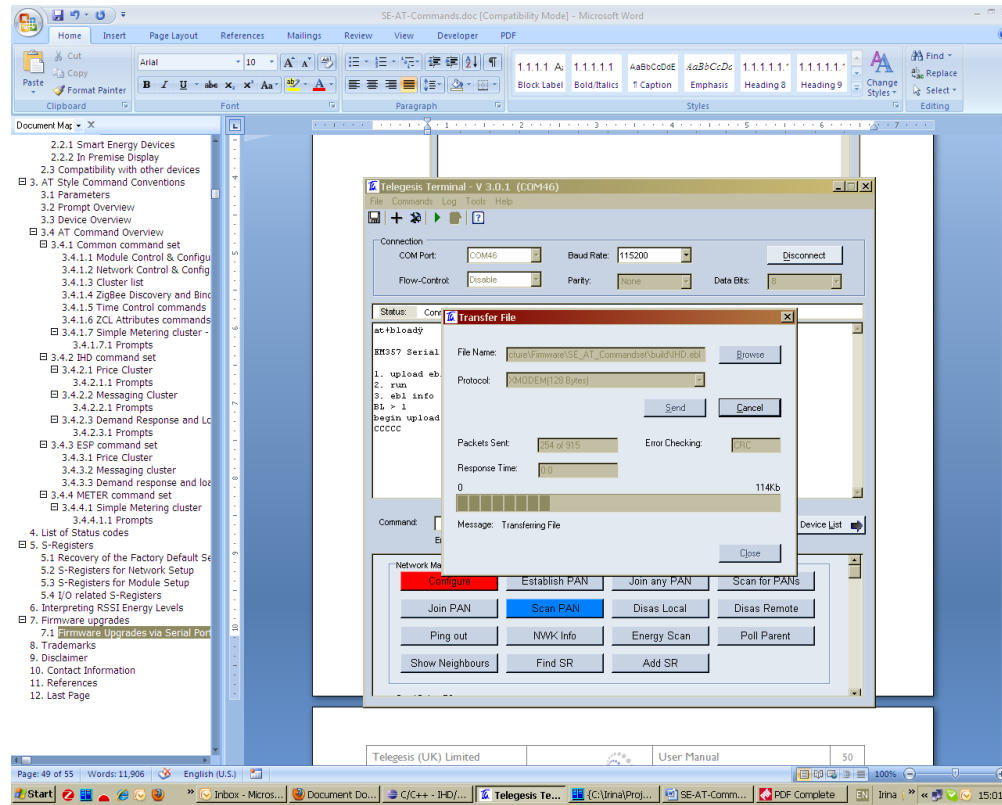 SE-AT-Commands.doc [Compatibility Mode] - Microsoft Word
Home Insert Page Layout References Mailings Review View Developer PDF
Cut
Copy
Format Painter
Paste
Clipboard
Arial 10
Font
Paragraph
1.1.1.1 A; 1.1.1.1.1 AaBbCcDdE AaBbCcDc 1.1.1.1.1.' 1.1.1.1.1.'
Block Label Bold/Italics ¶ Caption Emphasis Heading 8 Heading 9
Change Styles
Styles
Find
Replace
Select
Editing
Document Map
2.2.1 Smart Energy Devices
2.2.2 In Premise Display
2.3 Compatibility with other devices
3. AT Style Command Conventions
3.1 Parameters
3.2 Prompt Overview
3.3 Device Overview
3.4 AT Command Overview
3.4.1 Common command set
3.4.1.1 Module Control & Configu
3.4.1.2 Network Control & Config
3.4.1.3 Cluster list
3.4.1.4 ZigBee Discovery and Binc
3.4.1.5 Time Control commands
3.4.1.6 ZCL Attributes commands
3.4.1.7 Simple Metering cluster -
3.4.1.7.1 Prompts
3.4.2 IHD command set
3.4.2.1 Price Cluster
3.4.2.1.1 Prompts
3.4.2.2 Messaging Cluster
3.4.2.2.1 Prompts
3.4.2.3 Demand Response and Lc
3.4.2.3.1 Prompts
3.4.3 ESP command set
3.4.3.1 Price Cluster
3.4.3.2 Messaging cluster
3.4.3.3 Demand response and loa
3.4.4 METER command set
3.4.4.1 Simple Metering cluster
3.4.4.1.1 Prompts
4. List of Status codes
5. S-Registers
5.1 Recovery of the Factory Default Se
5.2 S-Registers for Network Setup
5.3 S-Registers for Module Setup
5.4 I/O related S-Registers
6. Interpreting RSSI Energy Levels
7. Firmware upgrades
7.1 Firmware Upgrades via Serial Port
8. Trademarks
9. Disclaimer
10. Contact Information
11. References
12. Last Page
Telegesis Terminal - V 3.0.1 (COM46)
File Commands Log Tools Help
Connection
COM Port: COM46 Baud Rate: 115200 Disconnect
Flow-Control: Disable Parity: None Data Bits: 8
Status: Con
at+bloadÿ
EM357 Serial
1. upload eb
2. run
3. ebl info
BL > 1
begin upload
CCCCC
Transfer File
File Name: cture\Firmware\SE_AT_Commandset\build\IHD.ebl Browse
Protocol: XMODEM(128 Bytes)
Send Cancel
Packets Sent: 254 of 915 Error Checking: CRC
Response Time: 0.0
0 114Kb
Message: Transferring File
Close
Command:
Device List
Network Ma
Configure Establish PAN Join any PAN Scan for PANs
Join PAN Scan PAN Disas Local Disas Remote
Ping out NWK Info Energy Scan Poll Parent
Show Neighbours Find SR Add SR
Telegesis (UK) Limited User Manual 50
Page: 49 of 55 Words: 11,906 English (U.S.) 100%
Start Inbox - Micros... Document Do... C/C++ - IHD/... Telegesis Te... {C:\Irina\Proj... SE-AT-Comm... PDF Complete EN Irina 15:01